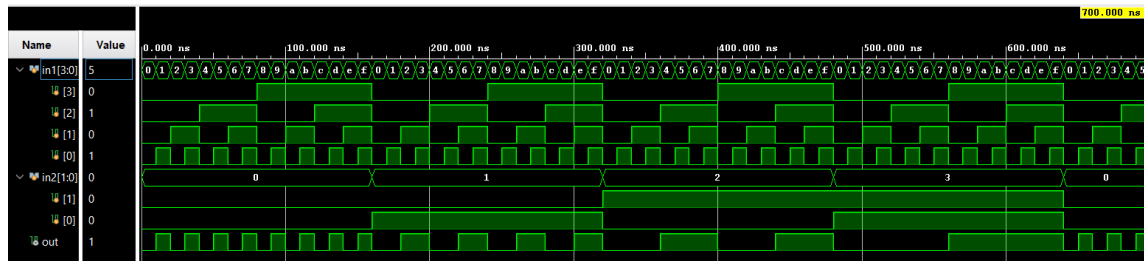 700.000 ns
Name Value 0.000 ns 100.000 ns 200.000 ns 300.000 ns 400.000 ns 500.000 ns 600.000 ns
in1[3:0] 5 0 1 2 3 4 5 6 7 8 9 a b c d e f 0 1 2 3 4 5 6 7 8 9 a b c d e f 0 1 2 3 4 5 6 7 8 9 a b c d e f 0 1 2 3 4 5 6 7 8 9 a b c d e f 0 1 2 3 4 5
[3] 0
[2] 1
[1] 0
[0] 1
in2[1:0] 0 0 1 2 3 0
[1] 0
[0] 0
out 1